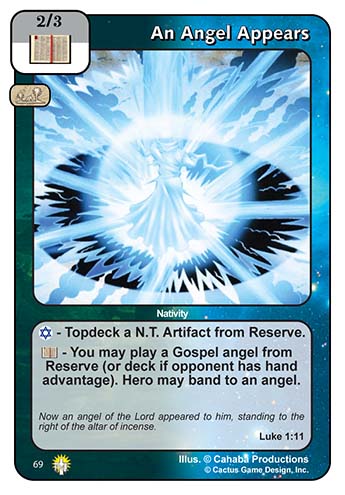 2/3
An Angel Appears
Nativity
- Topdeck a N.T. Artifact from Reserve.
- You may play a Gospel angel from
Reserve (or deck if opponent has hand
advantage). Hero may band to an angel.
Now an angel of the Lord appeared to him, standing to the
right of the altar of incense.
Luke 1:11
69
Illus. © Cahaba Productions
© Cactus Game Design, Inc.